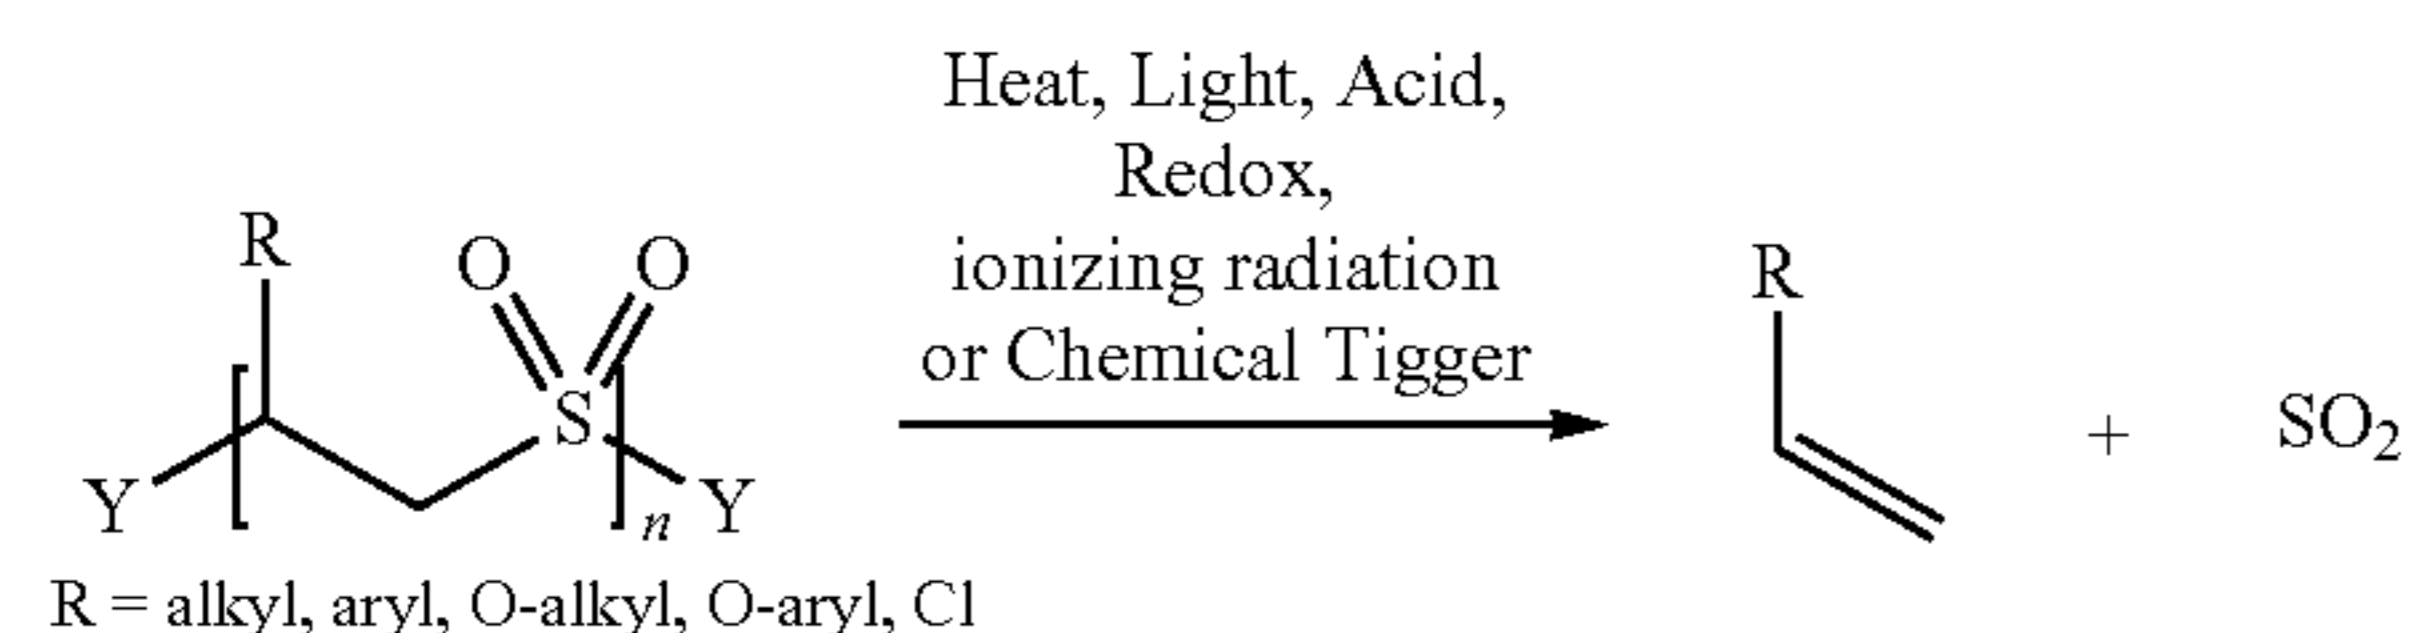 Heat, Light, Acid,
Redox,
ionizing radiation
or Chemical Tigger
R
O O
S
Y
n
Y
R
+ SO2
R = alkyl, aryl, O-alkyl, O-aryl, Cl